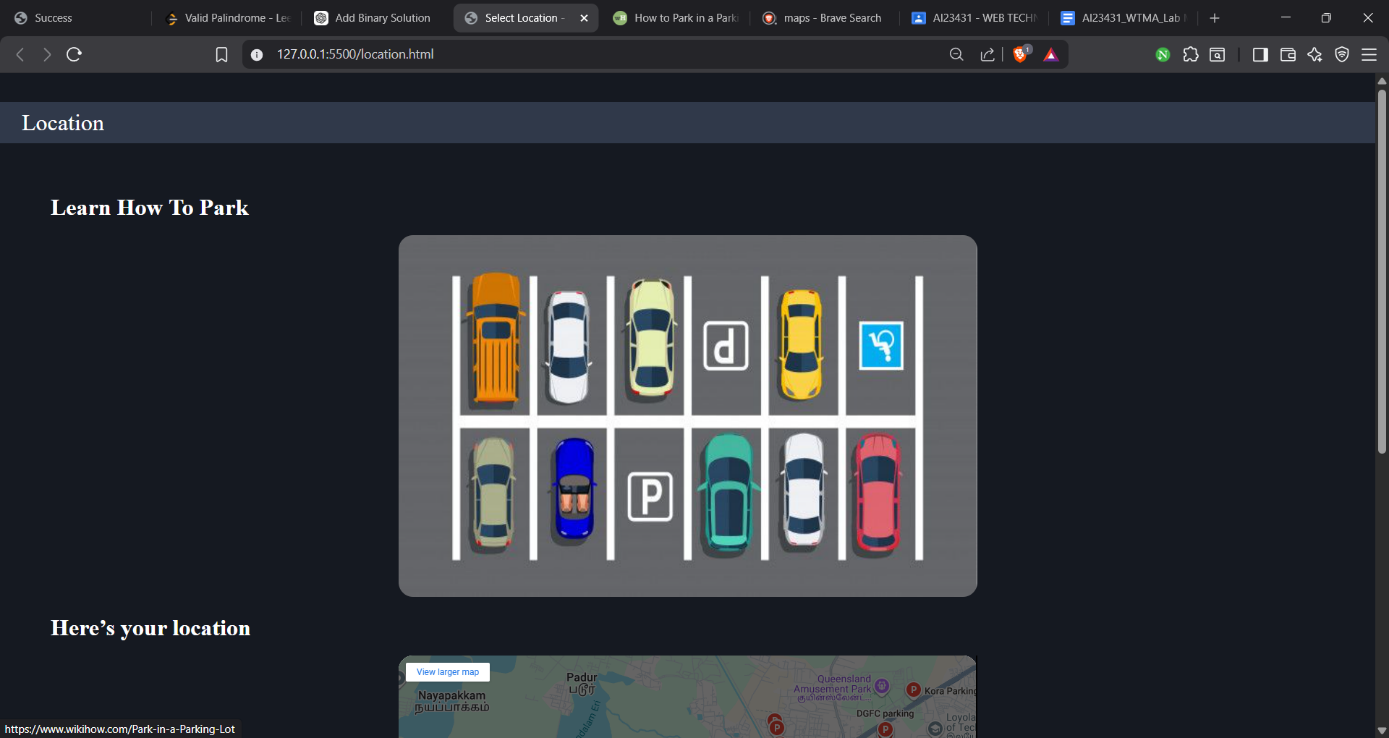 Success
Valid Palindrome - Lee
Add Binary Solution
Select Location -
How to Park in a Parki
maps - Brave Search
AI23431 - WEB TECHN
AI23431_WTMA_Lab
127.0.0.1:5500/location.html
1
N
Location
Learn How To Park
P
P
Here’s your location
View larger map
Padur
Nayapakkam
நயப்பாக்கம்
Queensland
Amusement Park
P
Kora Parking
DGFC parking
P
P
Loyola
of Tec
https://www.wikihow.com/Park-in-a-Parking-Lot